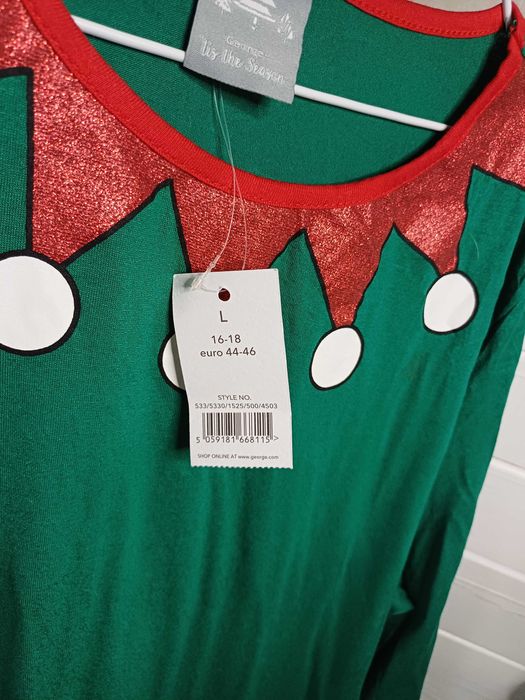 George
'tis the Season
L
16-18
euro 44-46
STYLE NO.
533/5330/1525/500/4503
5 059181 668115 >
SHOP ONLINE AT www.george.com